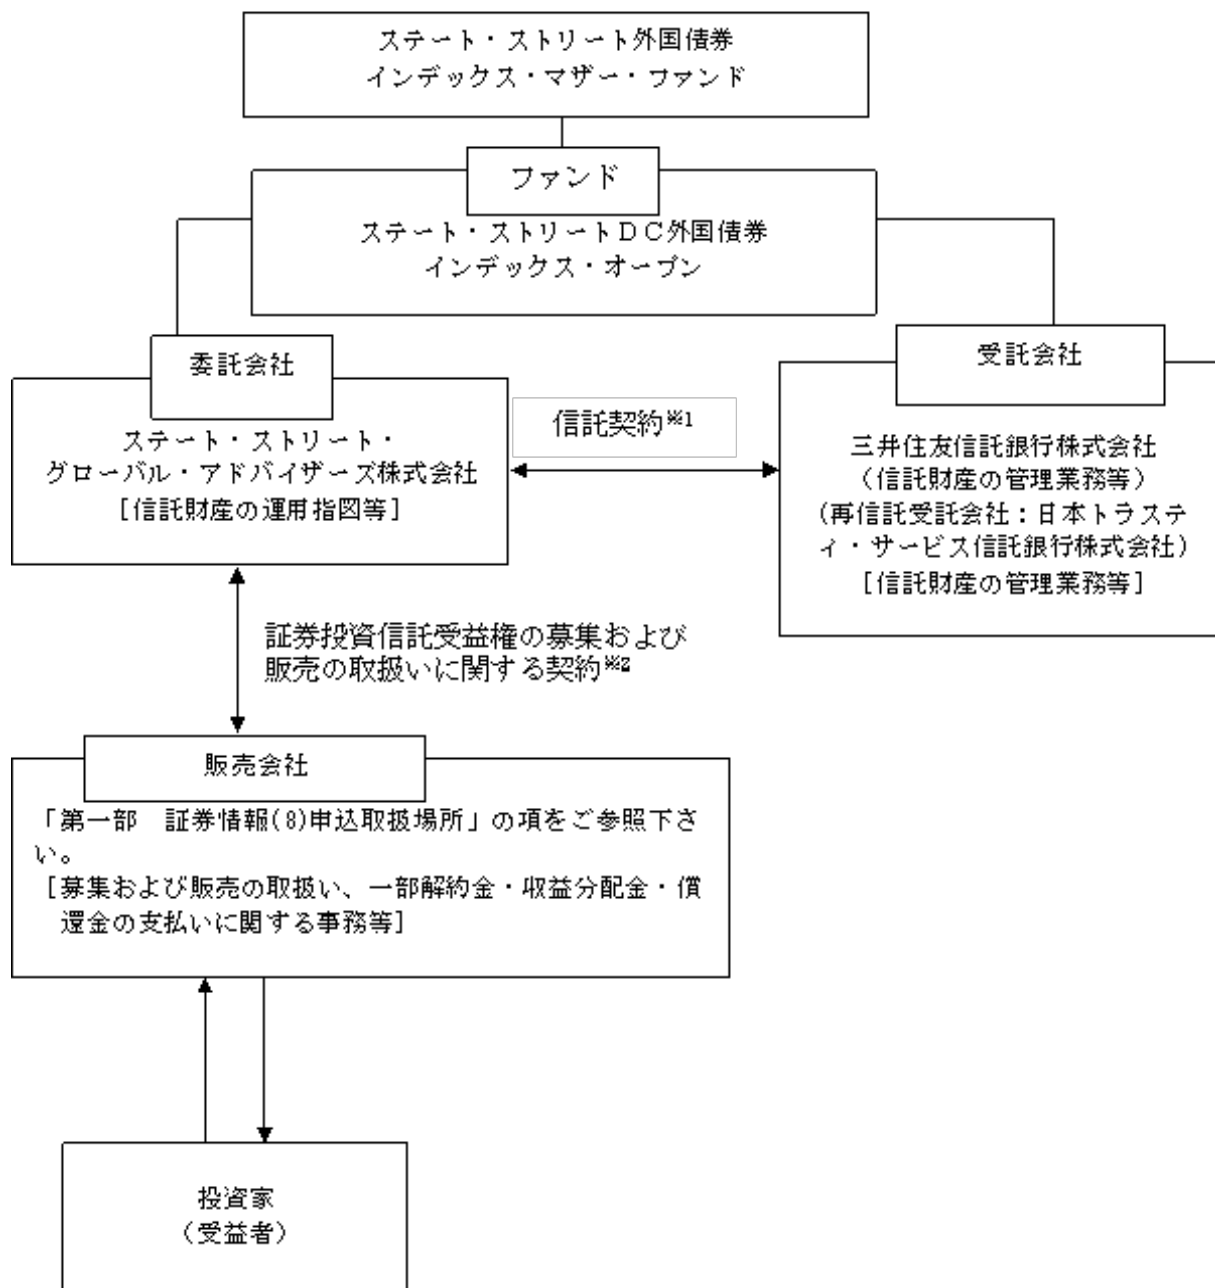 ステート・ストリート外国債券
インデックス・マザー・ファンド
ファンド
ステート・ストリートＤＣ外国債券
インデックス・オープン
委託会社
ステート・ストリート・
グローバル・アドバイザーズ株式会社
[信託財産の運用指図等]
信託契約※1
受託会社
三井住友信託銀行株式会社
（信託財産の管理業務等）
(再信託受託会社：日本トラステ
ィ・サービス信託銀行株式会社)
[信託財産の管理業務等]
証券投資信託受益権の募集および
販売の取扱いに関する契約※2
販売会社
「第一部　証券情報(8)申込取扱場所」の項をご参照下さ
い。
[募集および販売の取扱い、一部解約金・収益分配金・償
還金の支払いに関する事務等]
投資家
（受益者）